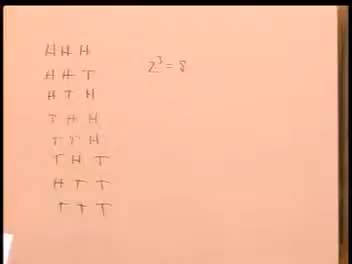 H H H
H H T
H T H
T H H
T T H
T H T
H T T
T T T
2³ = 8